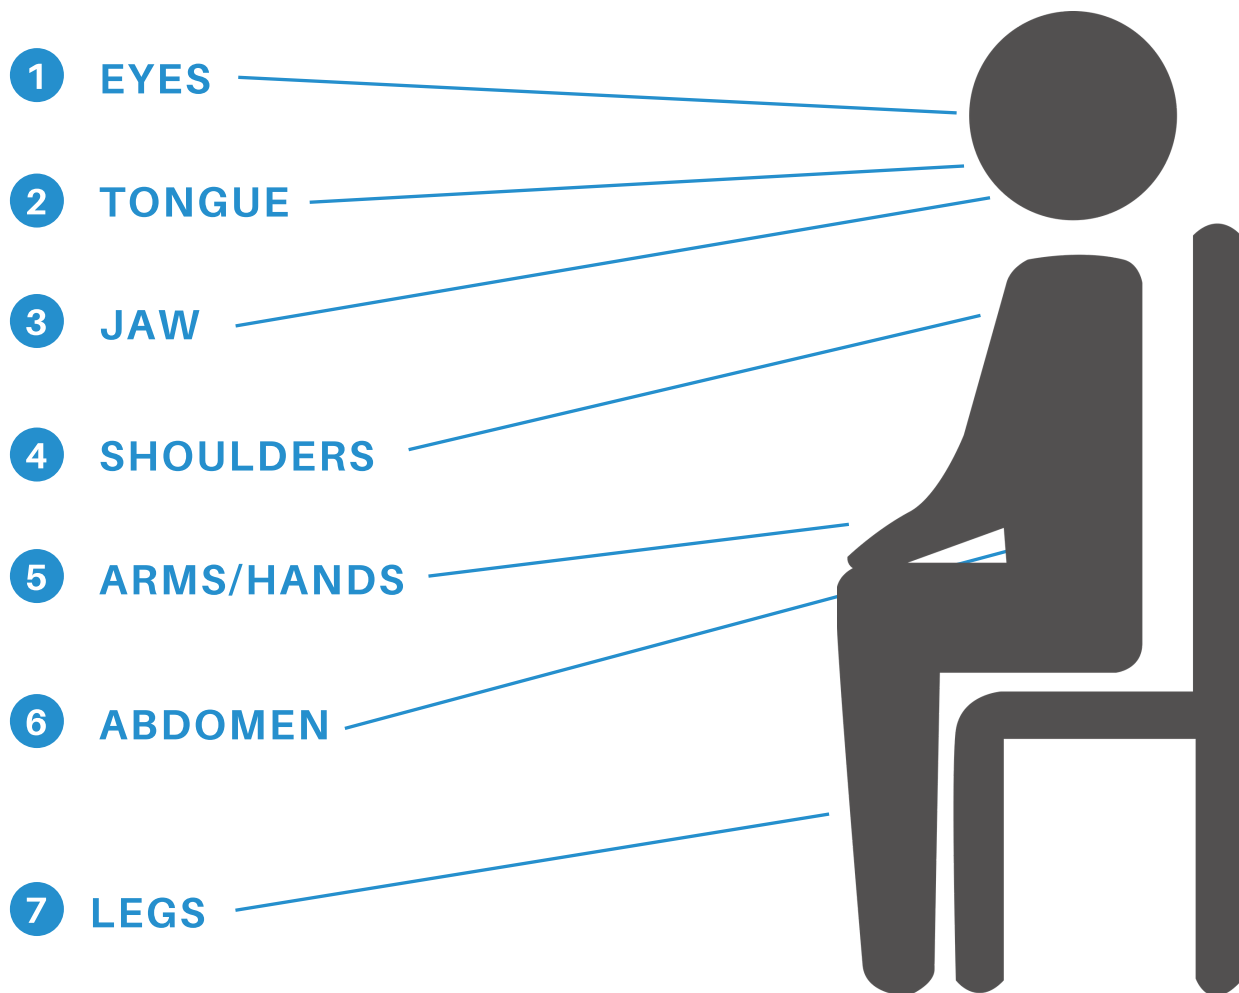 1 EYES
2 TONGUE
3 JAW
4 SHOULDERS
5 ARMS/HANDS
6 ABDOMEN
7 LEGS